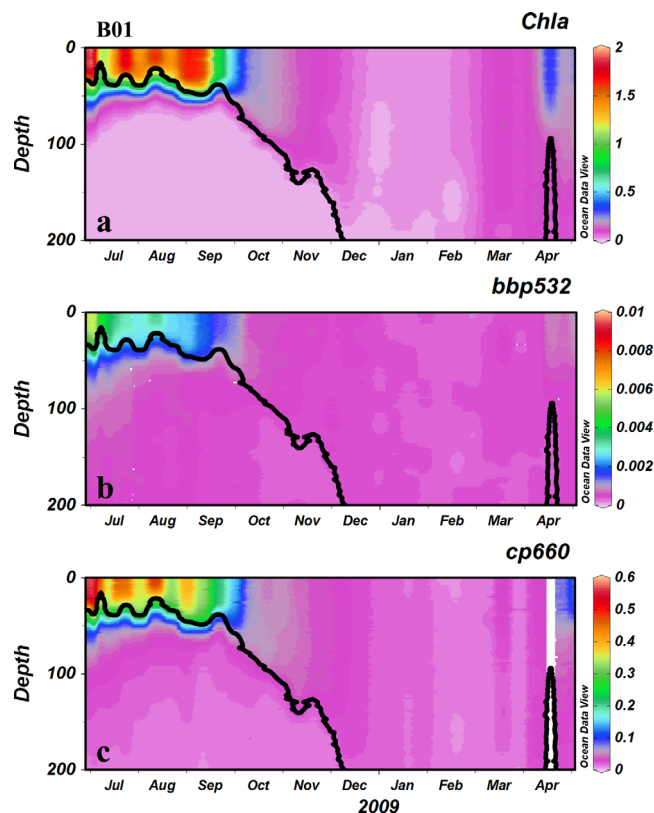 B01
Chla
0
100
200
Depth
a
Jul Aug Sep Oct Nov Dec Jan Feb Mar Apr
2
1.5
1
0.5
0
Ocean Data View
bbp532
0
100
200
Depth
b
Jul Aug Sep Oct Nov Dec Jan Feb Mar Apr
0.01
0.008
0.006
0.004
0.002
0
Ocean Data View
cp660
0
100
200
Depth
c
Jul Aug Sep Oct Nov Dec Jan Feb Mar Apr
2009
0.6
0.5
0.4
0.3
0.2
0.1
0
Ocean Data View